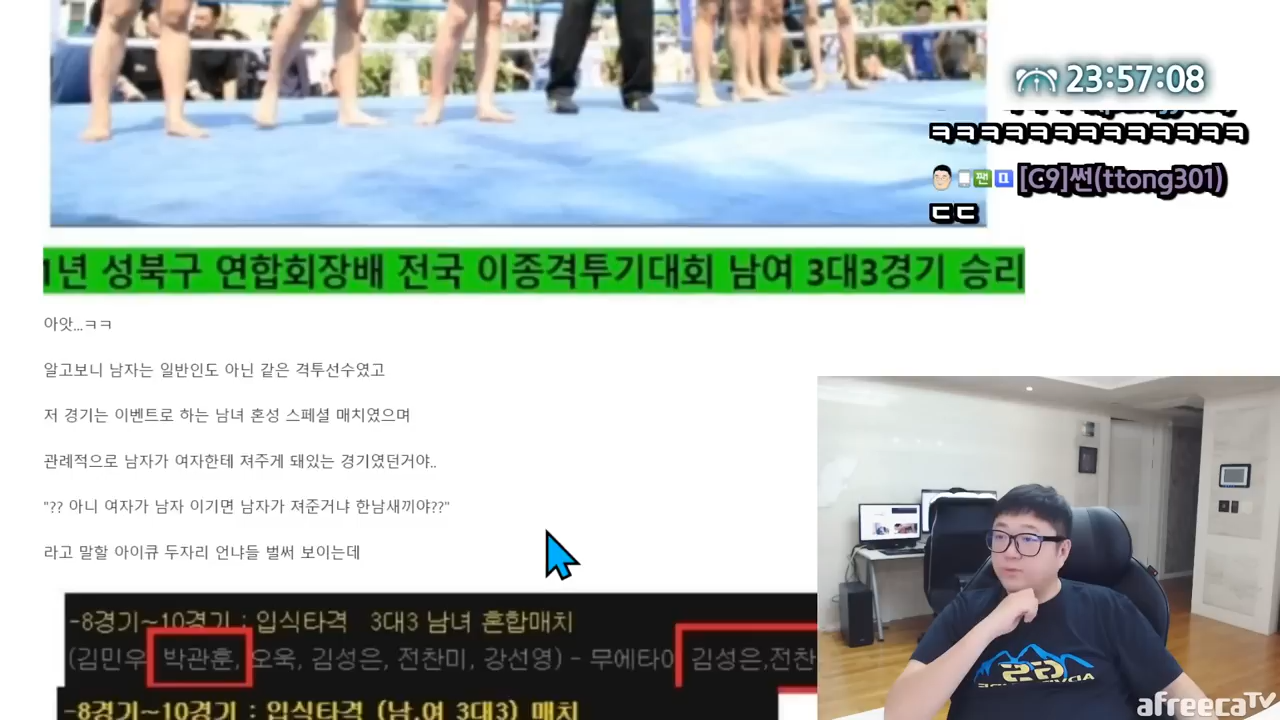 23:57:08
ㅋㅋㅋㅋㅋㅋㅋㅋㅋㅋㅋㅋㅋ
팬
[C9]썬(ttong301)
ㄷㄷ
1년 성북구 연합회장배 전국 이종격투기대회 남여 3대3경기 승리
아앗...ㅋㅋ
알고보니 남자는 일반인도 아닌 같은 격투선수였고
저 경기는 이벤트로 하는 남녀 혼성 스페셜 매치였으며
관례적으로 남자가 여자한테 져주게 돼있는 경기였던거야..
"?? 아니 여자가 남자 이기면 남자가 져준거냐 한남새끼야??"
라고 말할 아이큐 두자리 언냐들 벌써 보이는데
-8경기~10경기 : 입식타격 3대3 남녀 혼합매치
(김민우, 박관훈, 오욱, 김성은, 전찬미, 강선영) - 무에타이 김성은,전찬
-8경기~10경기 : 입식타격 (남.여 3대3) 매치
afreecaTV